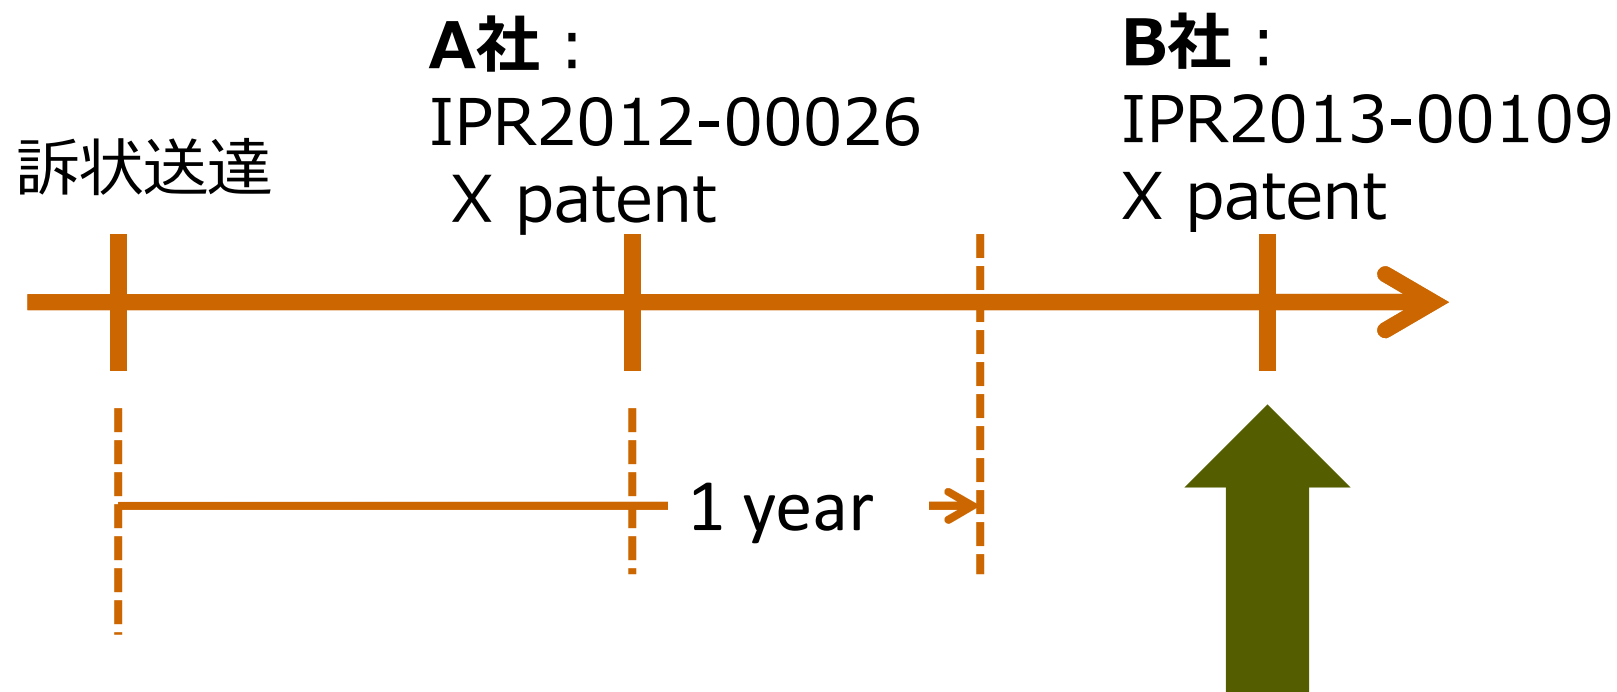 訴状送達
A社：
IPR2012-00026
X patent
B社：
IPR2013-00109
X patent
1 year